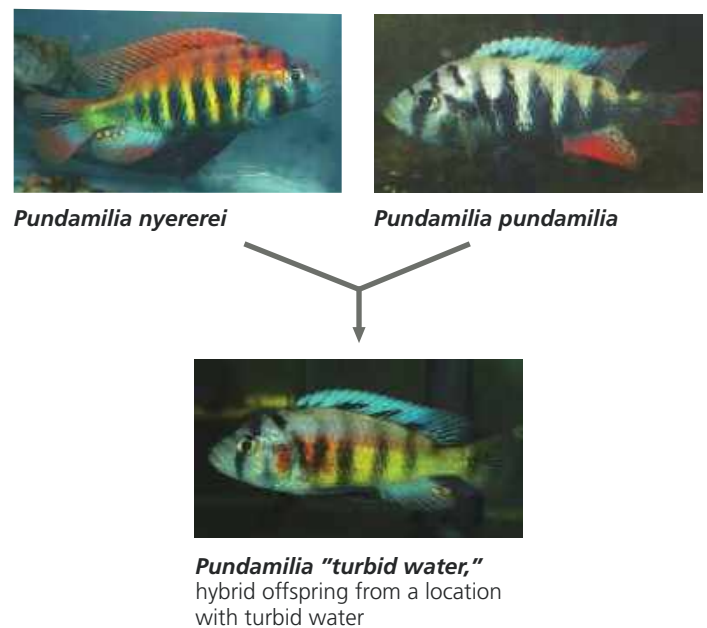 Pundamilia nyererei
Pundamilia pundamilia
Pundamilia "turbid water,"
hybrid offspring from a location
with turbid water